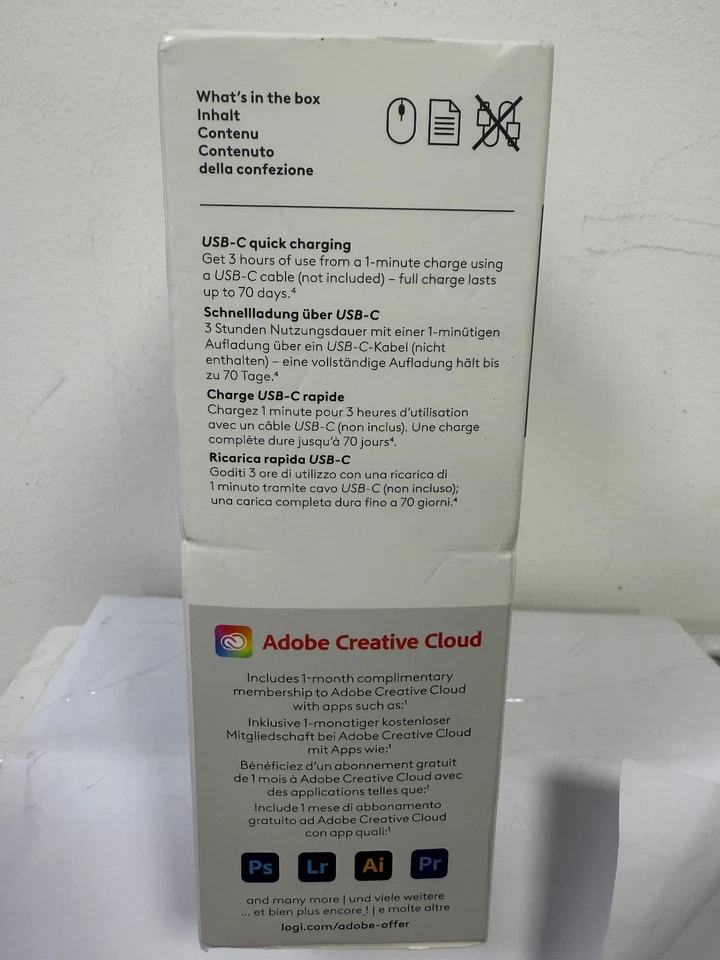 What's in the box
Inhalt
Contenu
Contenuto
della confezione
USB-C quick charging
Get 3 hours of use from a 1-minute charge using
a USB-C cable (not included) – full charge lasts
up to 70 days.⁴
Schnellladung über USB-C
3 Stunden Nutzungsdauer mit einer 1-minütigen
Aufladung über ein USB-C-Kabel (nicht
enthalten) – eine vollständige Aufladung hält bis
zu 70 Tage.⁴
Charge USB-C rapide
Chargez 1 minute pour 3 heures d'utilisation
avec un câble USB-C (non inclus). Une charge
complète dure jusqu'à 70 jours⁴.
Ricarica rapida USB-C
Goditi 3 ore di utilizzo con una ricarica di
1 minuto tramite cavo USB-C (non incluso);
una carica completa dura fino a 70 giorni.⁴
Adobe Creative Cloud
Includes 1-month complimentary
membership to Adobe Creative Cloud
with apps such as:¹
Inklusive 1-monatiger kostenloser
Mitgliedschaft bei Adobe Creative Cloud
mit Apps wie:¹
Bénéficiez d'un abonnement gratuit
de 1 mois à Adobe Creative Cloud avec
des applications telles que:¹
Include 1 mese di abbonamento
gratuito ad Adobe Creative Cloud
con app quali:¹
Ps Lr Ai Pr
and many more | und viele weitere
... et bien plus encore ! | e molte altre
logi.com/adobe-offer